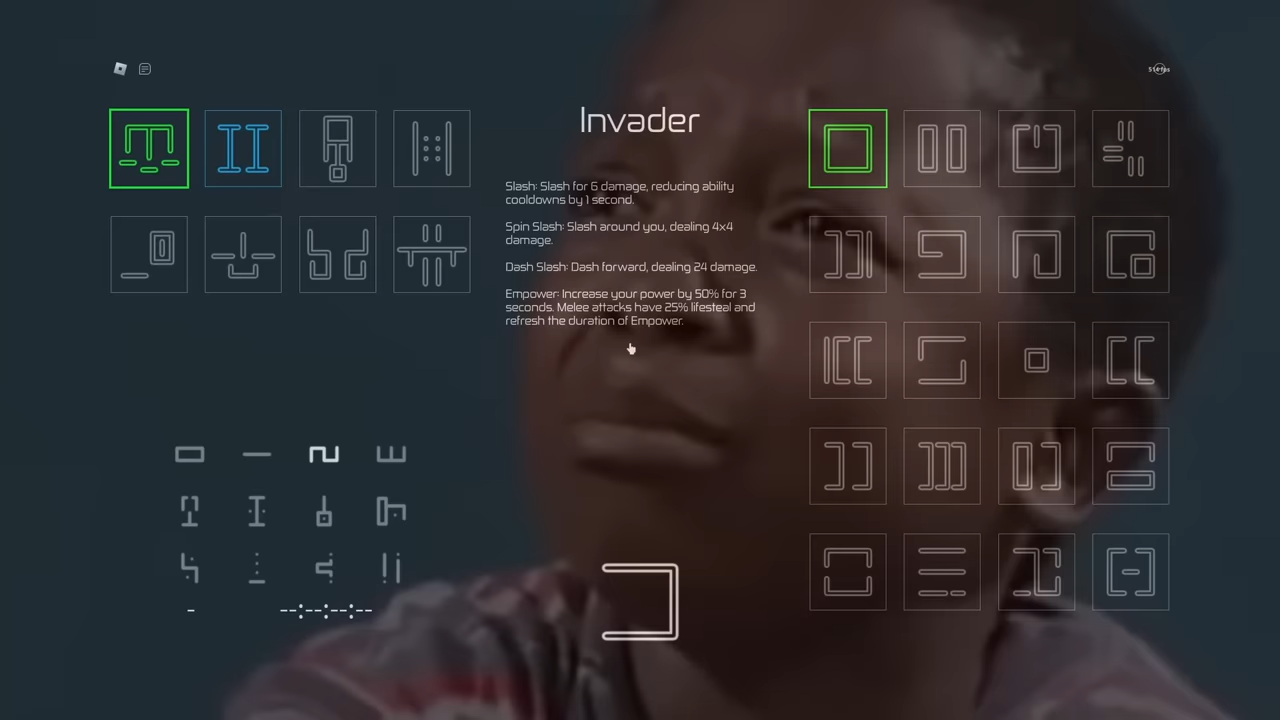 Invader
Slash: Slash for 6 damage, reducing ability
cooldowns by 1 second.
Spin Slash: Slash around you, dealing 4x4
damage.
Dash Slash: Dash forward, dealing 24 damage.
Empower: Increase your power by 50% for 3
seconds. Melee attacks have 25% lifesteal and
refresh the duration of Empower.
- --:--:--:--